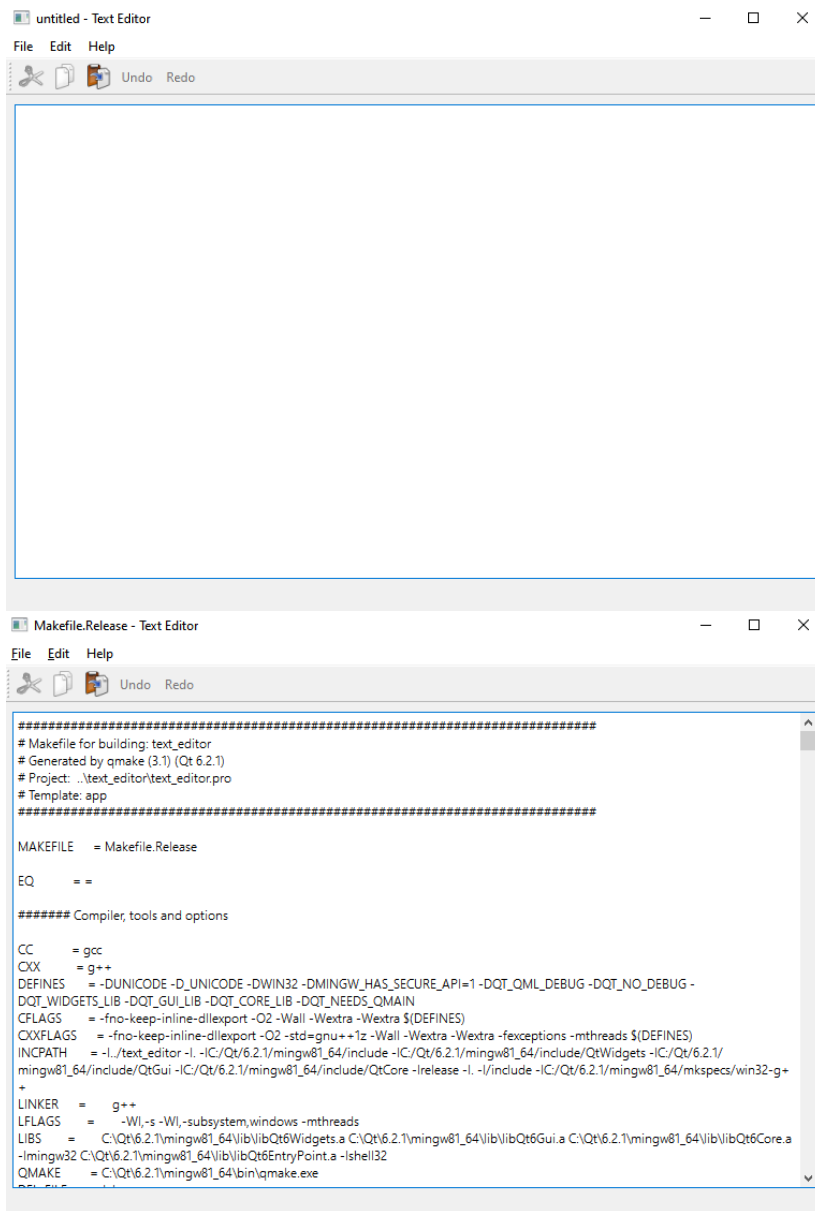 untitled - Text Editor
File Edit Help
Undo Redo
Makefile.Release - Text Editor
File Edit Help
Undo Redo
#############################################################################
# Makefile for building: text_editor
# Generated by qmake (3.1) (Qt 6.2.1)
# Project: ..\text_editor\text_editor.pro
# Template: app
#############################################################################
MAKEFILE = Makefile.Release
EQ = =
####### Compiler, tools and options
CC = gcc
CXX = g++
DEFINES = -DUNICODE -D_UNICODE -DWIN32 -DMINGW_HAS_SECURE_API=1 -DQT_QML_DEBUG -DQT_NO_DEBUG -
DQT_WIDGETS_LIB -DQT_GUI_LIB -DQT_CORE_LIB -DQT_NEEDS_QMAIN
CFLAGS = -fno-keep-inline-dllexport -O2 -Wall -Wextra -Wextra $(DEFINES)
CXXFLAGS = -fno-keep-inline-dllexport -O2 -std=gnu++1z -Wall -Wextra -Wextra -fexceptions -mthreads $(DEFINES)
INCPATH = -I../text_editor -I. -IC:/Qt/6.2.1/mingw81_64/include -IC:/Qt/6.2.1/mingw81_64/include/QtWidgets -IC:/Qt/6.2.1/
mingw81_64/include/QtGui -IC:/Qt/6.2.1/mingw81_64/include/QtCore -Irelease -I. -I/include -IC:/Qt/6.2.1/mingw81_64/mkspecs/win32-g+
+
LINKER = g++
LFLAGS = -Wl,-s -Wl,-subsystem,windows -mthreads
LIBS = C:\Qt\6.2.1\mingw81_64\lib\libQt6Widgets.a C:\Qt\6.2.1\mingw81_64\lib\libQt6Gui.a C:\Qt\6.2.1\mingw81_64\lib\libQt6Core.a
-lmingw32 C:\Qt\6.2.1\mingw81_64\lib\libQt6EntryPoint.a -lshell32
QMAKE = C:\Qt\6.2.1\mingw81_64\bin\qmake.exe